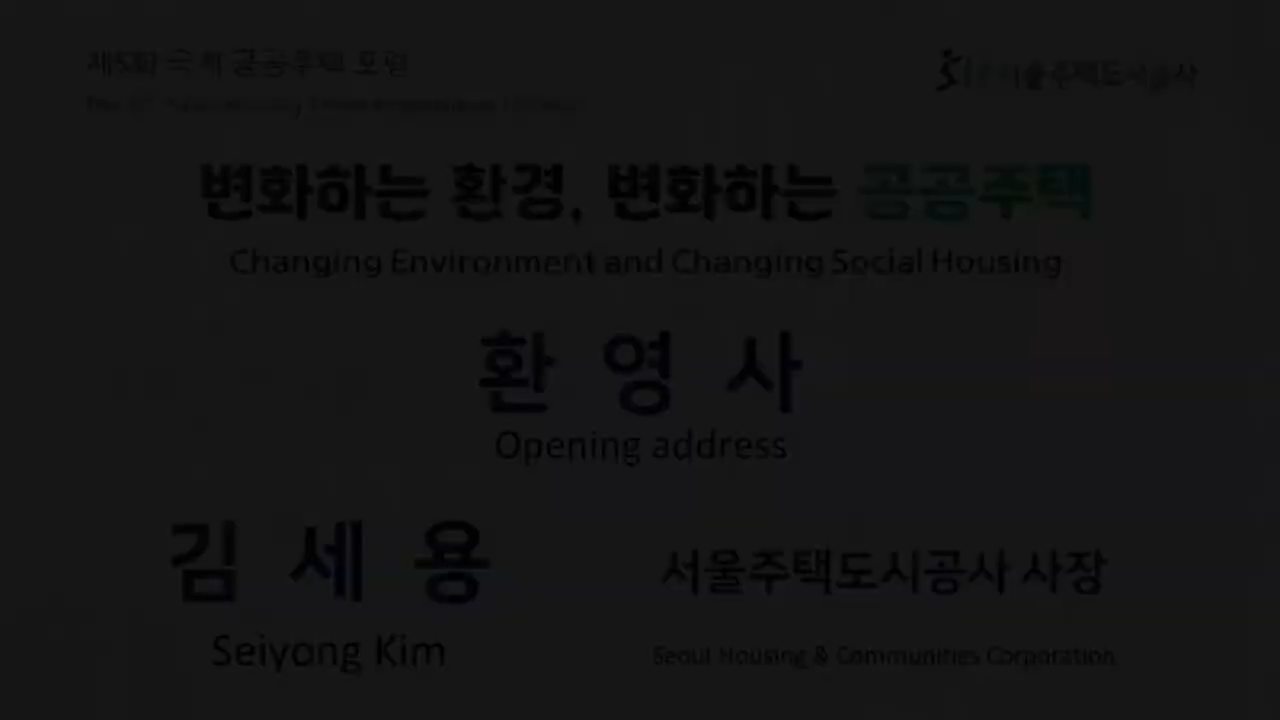 제5회 국제 공공주택 포럼
서울주택도시공사
변화하는 환경, 변화하는 공공주택
Changing Environment and Changing Social Housing
환 영 사
Opening address
김 세 용
서울주택도시공사 사장
Seiyong Kim
Seoul Housing & Communities Corporation